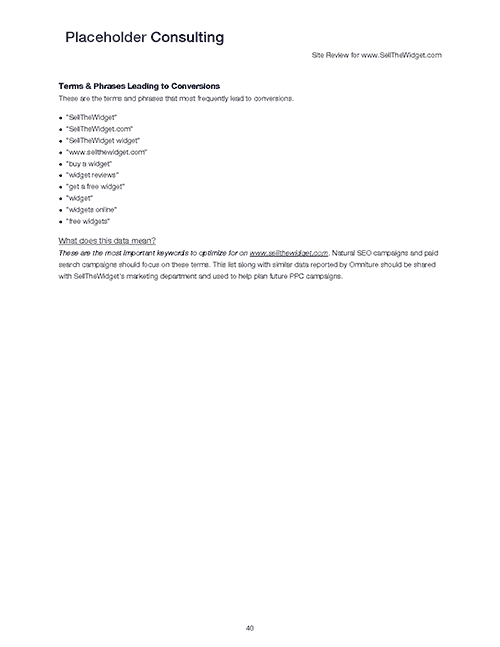 Placeholder Consulting
Site Review for www.SellTheWidget.com
Terms & Phrases Leading to Conversions
These are the terms and phrases that most frequently lead to conversions.
• "SellTheWidget"
• "SellTheWidget.com"
• "SellTheWidget widget"
• "www.sellthewidget.com"
• "buy a widget"
• "widget reviews"
• "get a free widget"
• "widget"
• "widgets online"
• "free widgets"
What does this data mean?
These are the most important keywords to optimize for on www.sellthewidget.com. Natural SEO campaigns and paid
search campaigns should focus on these terms. This list along with similar data reported by Omniture should be shared
with SellTheWidget's marketing department and used to help plan future PPC campaigns.
40